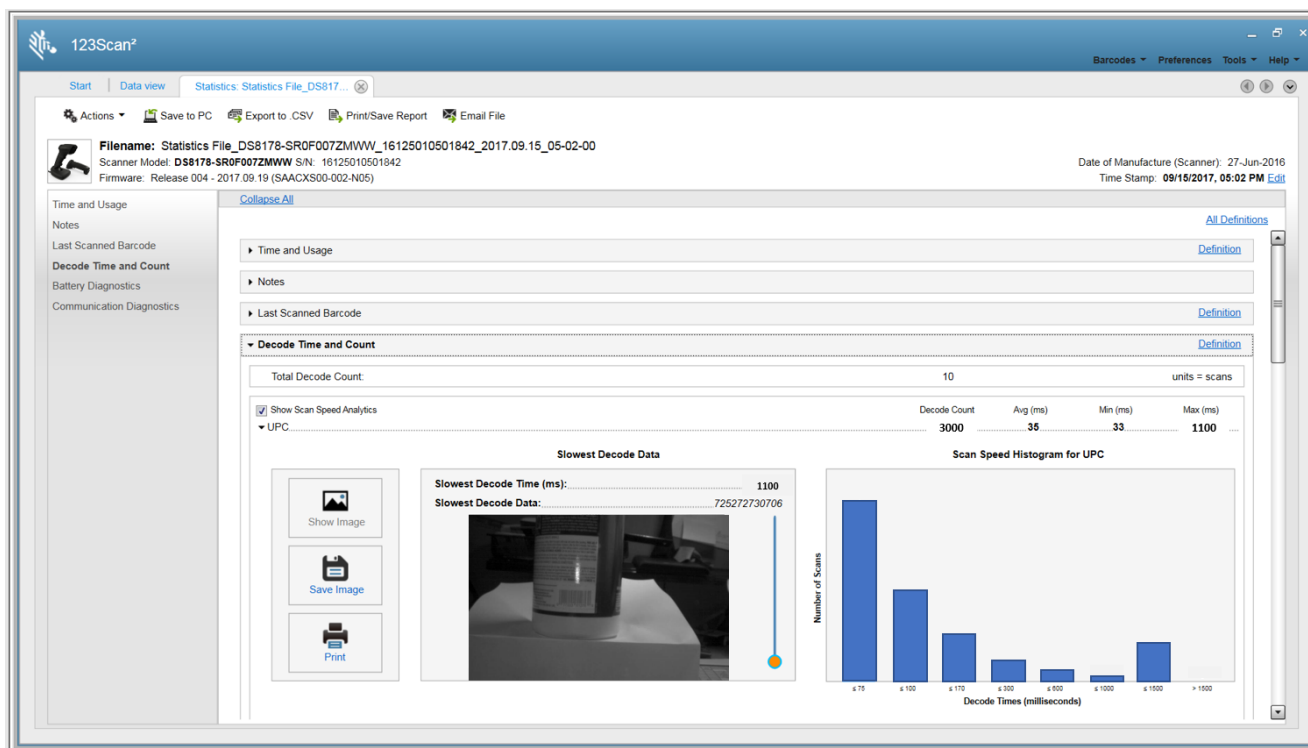 123Scan²
Barcodes Preferences Tools Help
Start Data view Statistics: Statistics File_DS817...
Actions Save to PC Export to .CSV Print/Save Report Email File
Filename: Statistics File_DS8178-SR0F007ZMWW_16125010501842_2017.09.15_05-02-00
Scanner Model: DS8178-SR0F007ZMWW S/N: 16125010501842 Date of Manufacture (Scanner): 27-Jun-2016
Firmware: Release 004 - 2017.09.19 (SAACXS00-002-N05) Time Stamp: 09/15/2017, 05:02 PM Edit
Time and Usage
Notes
Last Scanned Barcode
Decode Time and Count
Battery Diagnostics
Communication Diagnostics
Collapse All
All Definitions
Time and Usage Definition
Notes
Last Scanned Barcode Definition
Decode Time and Count Definition
Total Decode Count: 10 units = scans
Show Scan Speed Analytics Decode Count Avg (ms) Min (ms) Max (ms)
UPC 3000 35 33 1100
Slowest Decode Data
Show Image
Save Image
Print
Slowest Decode Time (ms): 1100
Slowest Decode Data: 725272730706
Scan Speed Histogram for UPC
Number of Scans
≤ 75 ≤ 100 ≤ 170 ≤ 300 ≤ 600 ≤ 1000 ≤ 1500 > 1500
Decode Times (milliseconds)